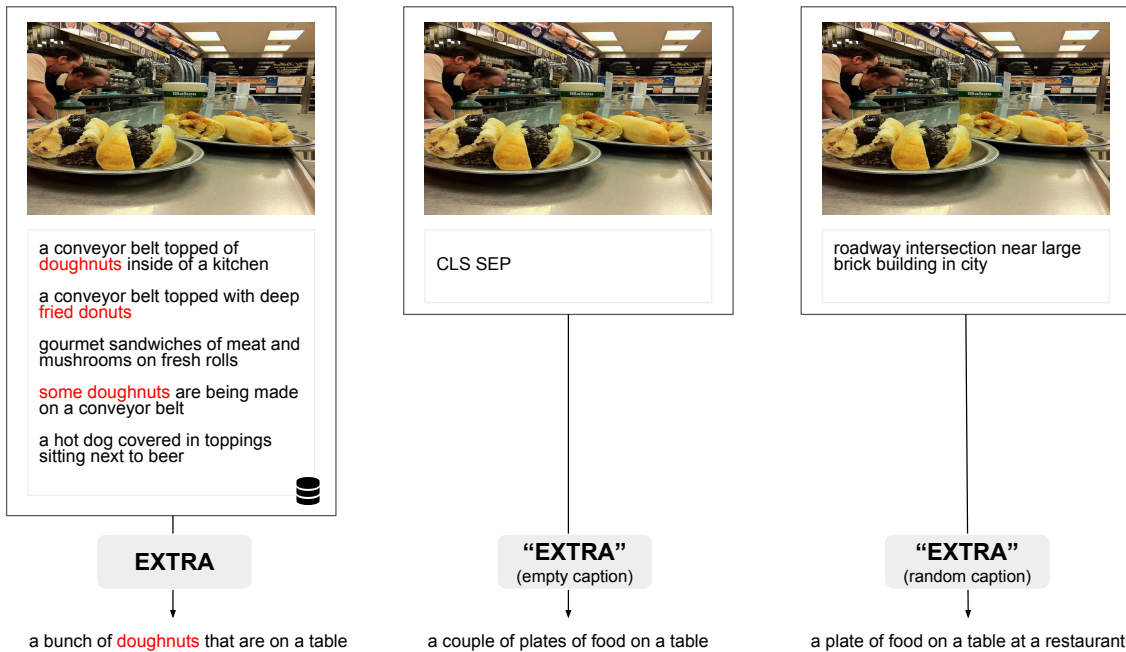 a conveyor belt topped of
doughnuts inside of a kitchen
a conveyor belt topped with deep
fried donuts
gourmet sandwiches of meat and
mushrooms on fresh rolls
some doughnuts are being made
on a conveyor belt
a hot dog covered in toppings
sitting next to beer
EXTRA
a bunch of doughnuts that are on a table
Mahou
CLS SEP
“EXTRA”
(empty caption)
a couple of plates of food on a table
Mahou
roadway intersection near large
brick building in city
“EXTRA”
(random caption)
a plate of food on a table at a restaurant